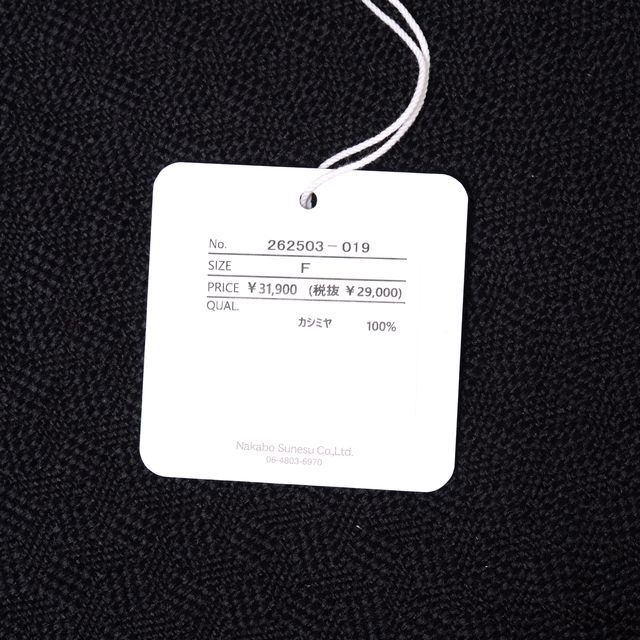 No. 262503-019
SIZE F
PRICE ¥31,900 (税抜 ¥29,000)
QUAL.
カシミヤ 100%
Nakabo Sunesu Co.,Ltd.
06-4803-6970